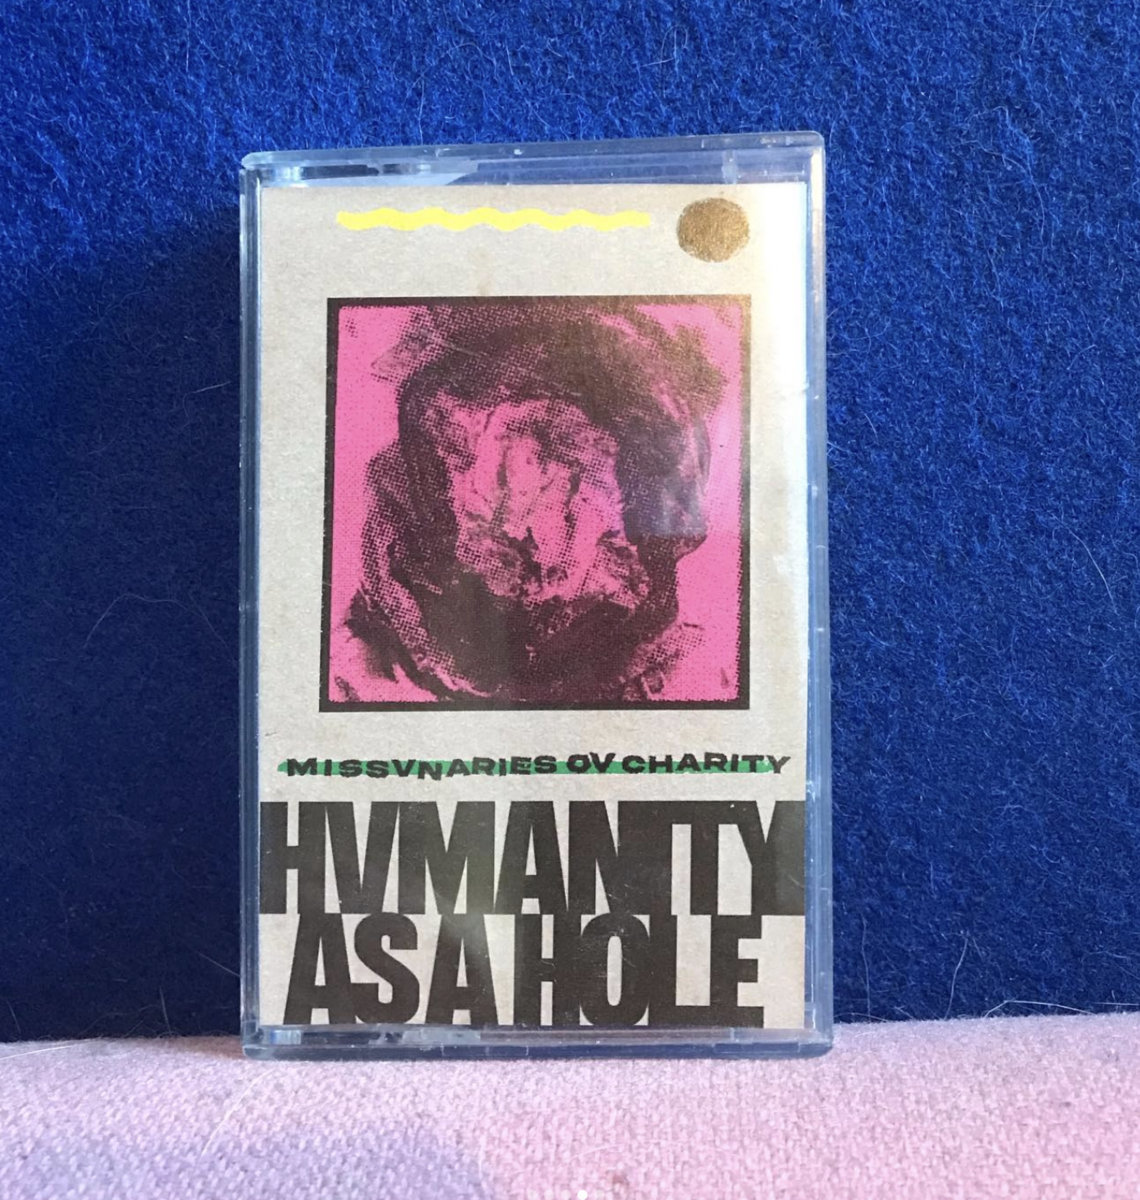 MISSVNARIES OV CHARITY
HVMANITY
AS A HOLE